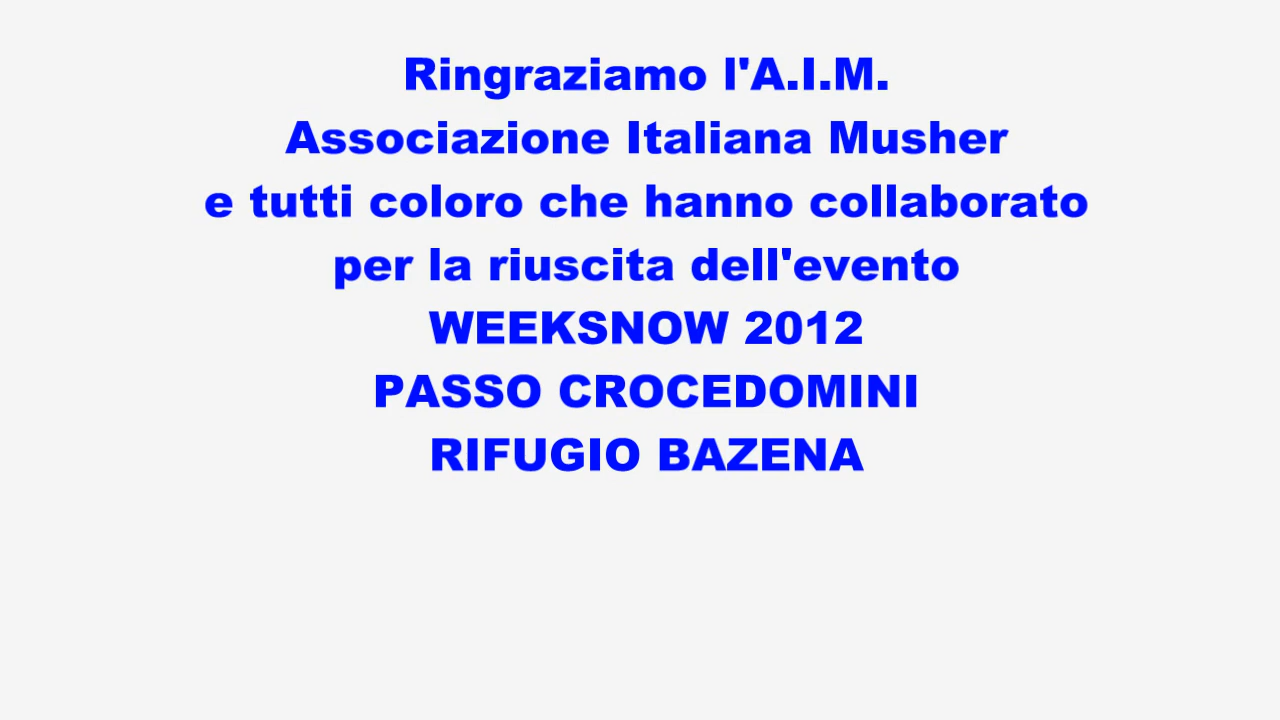 Ringraziamo l'A.I.M.
Associazione Italiana Musher
e tutti coloro che hanno collaborato
per la riuscita dell'evento
WEEKSNOW 2012
PASSO CROCEDOMINI
RIFUGIO BAZENA